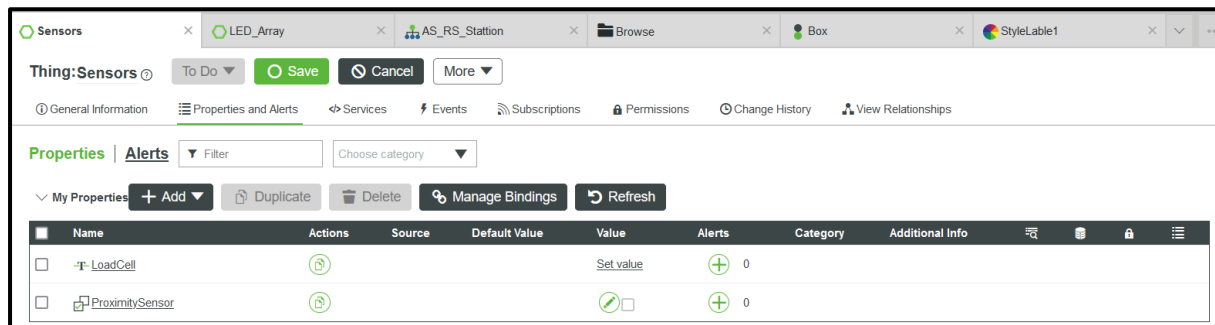 Sensors LED_Array AS_RS_Stattion Browse Box StyleLable1
Thing:Sensors To Do Save Cancel More
General Information Properties and Alerts Services Events Subscriptions Permissions Change History View Relationships
Properties | Alerts Filter Choose category
My Properties Add Duplicate Delete Manage Bindings Refresh
Name Actions Source Default Value Value Alerts Category Additional Info
LoadCell Set value 0
ProximitySensor 0